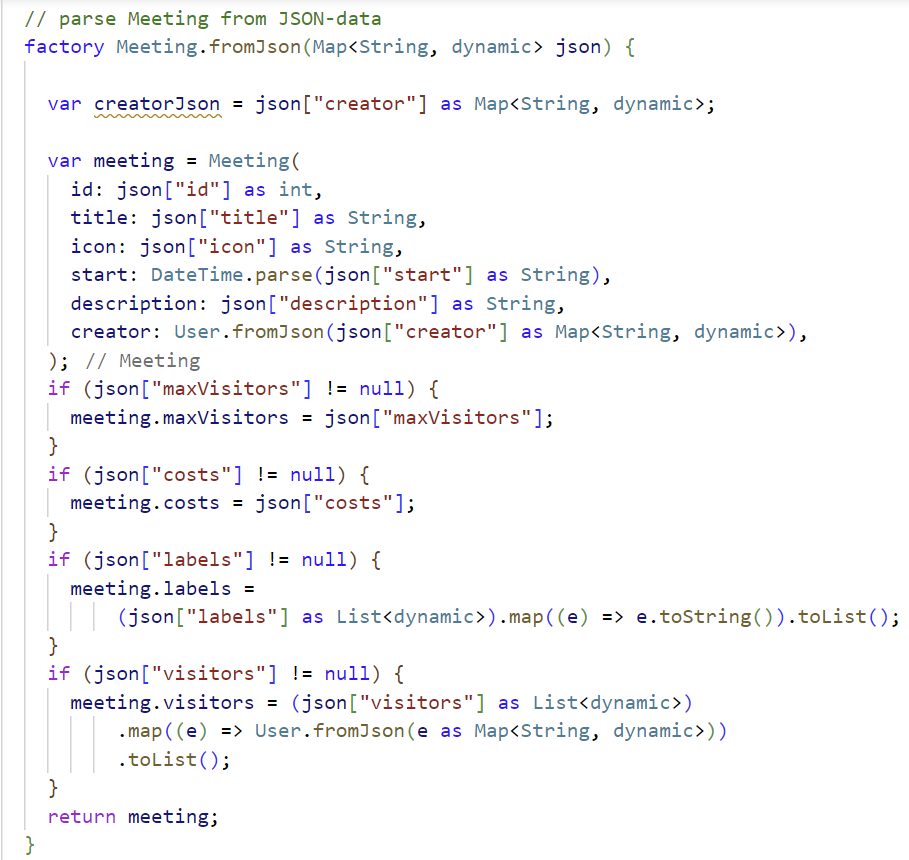 // parse Meeting from JSON-data
factory Meeting.fromJson(Map<String, dynamic> json) {

  var creatorJson = json["creator"] as Map<String, dynamic>;

  var meeting = Meeting(
    id: json["id"] as int,
    title: json["title"] as String,
    icon: json["icon"] as String,
    start: DateTime.parse(json["start"] as String),
    description: json["description"] as String,
    creator: User.fromJson(json["creator"] as Map<String, dynamic>),
  ); // Meeting
  if (json["maxVisitors"] != null) {
    meeting.maxVisitors = json["maxVisitors"];
  }
  if (json["costs"] != null) {
    meeting.costs = json["costs"];
  }
  if (json["labels"] != null) {
    meeting.labels =
        (json["labels"] as List<dynamic>).map((e) => e.toString()).toList();
  }
  if (json["visitors"] != null) {
    meeting.visitors = (json["visitors"] as List<dynamic>)
        .map((e) => User.fromJson(e as Map<String, dynamic>))
        .toList();
  }
  return meeting;
}